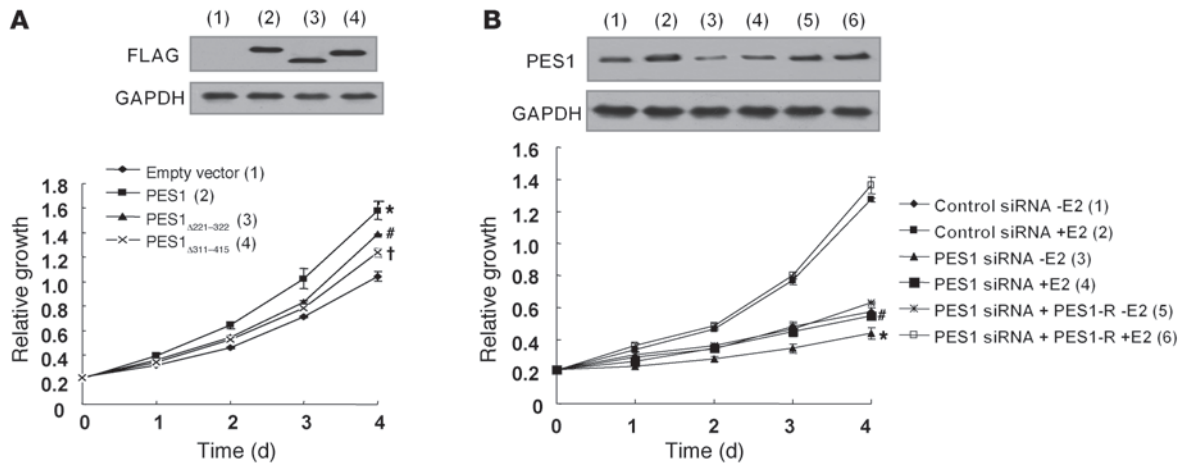 A
(1) (2) (3) (4)
FLAG
GAPDH
Empty vector (1)
PES1 (2)
PES1Δ221–322 (3)
PES1Δ311–415 (4)
Relative growth
1.8
1.6
1.4
1.2
1.0
0.8
0.6
0.4
0.2
0
*
#
†
0 1 2 3 4
Time (d)
B
(1) (2) (3) (4) (5) (6)
PES1
GAPDH
Relative growth
1.6
1.4
1.2
1.0
0.8
0.6
0.4
0.2
0
#
*
0 1 2 3 4
Time (d)
Control siRNA -E2 (1)
Control siRNA +E2 (2)
PES1 siRNA -E2 (3)
PES1 siRNA +E2 (4)
PES1 siRNA + PES1-R -E2 (5)
PES1 siRNA + PES1-R +E2 (6)